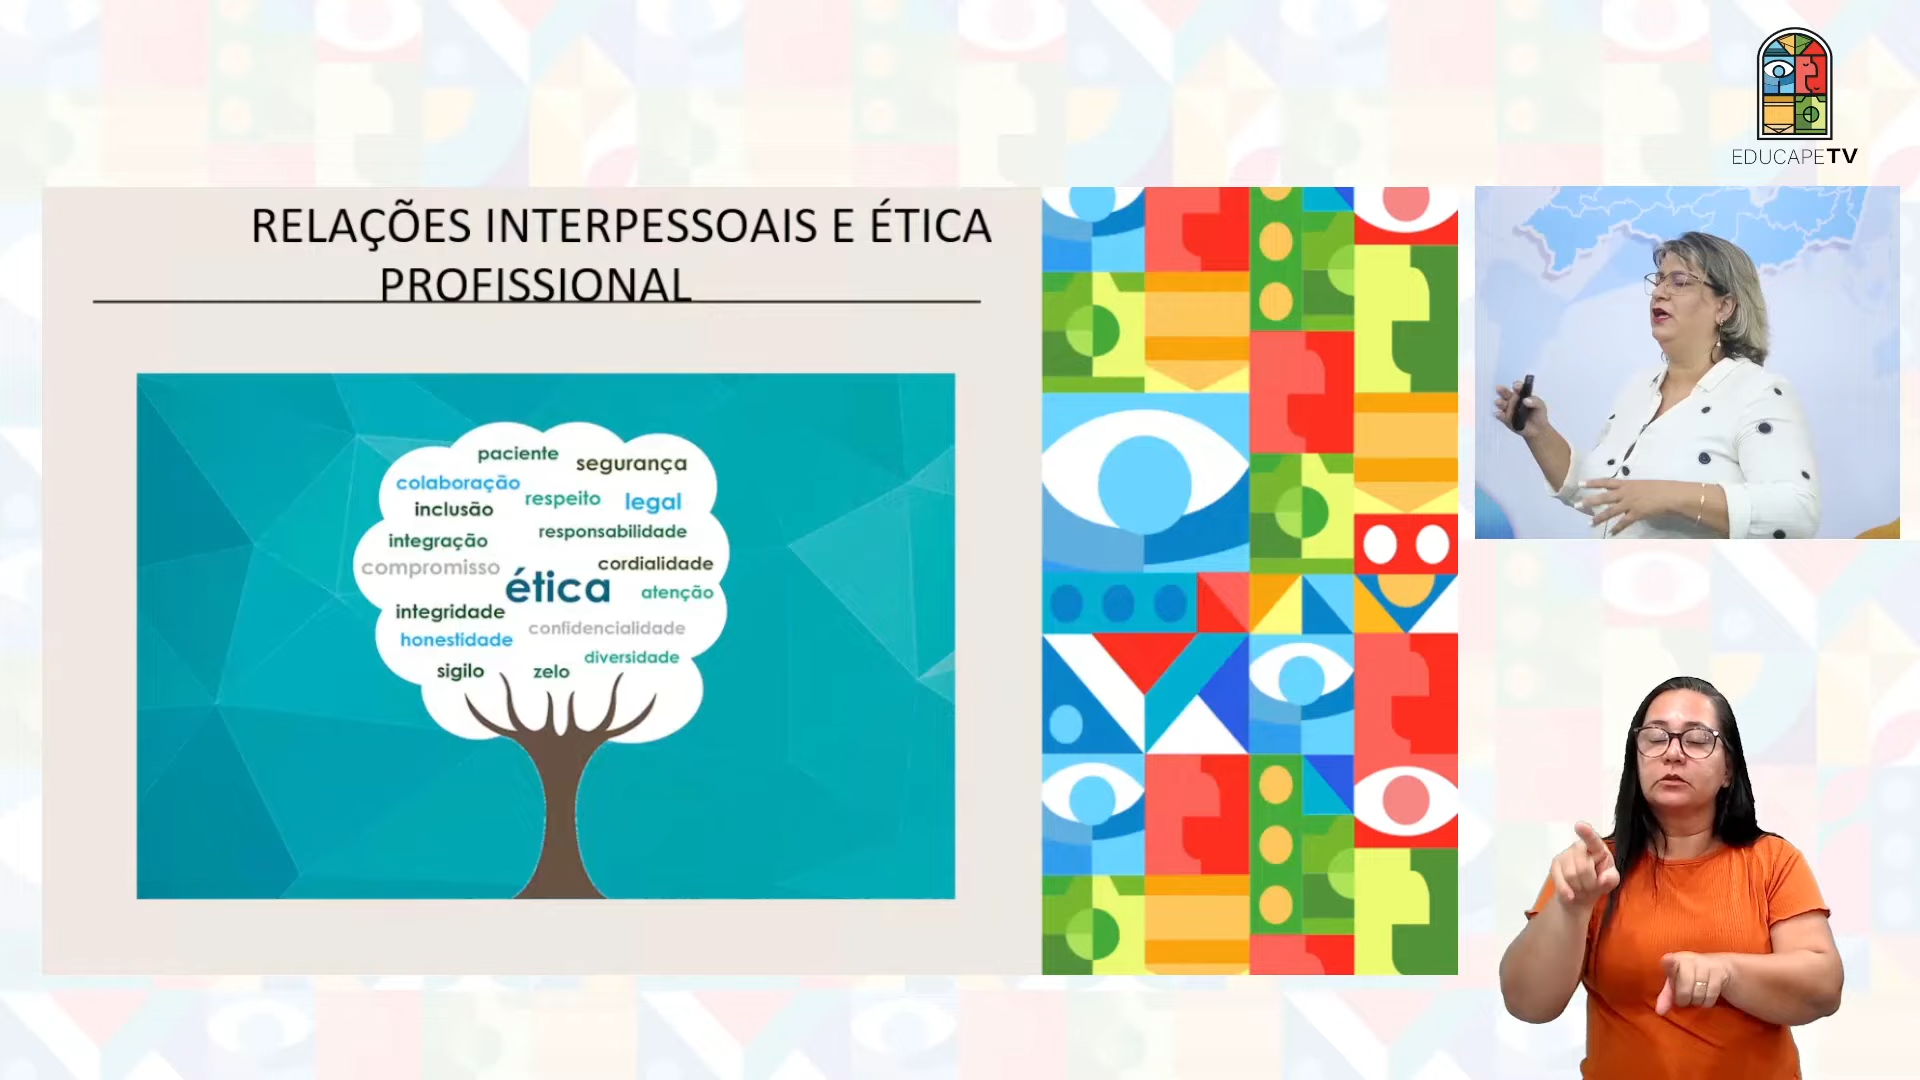 EDUCAPETV
RELAÇÕES INTERPESSOAIS E ÉTICA
PROFISSIONAL
paciente
segurança
colaboração
respeito
legal
inclusão
responsabilidade
integração
cordialidade
compromisso
ética
atenção
integridade
confidencialidade
honestidade
diversidade
sigilo
zelo